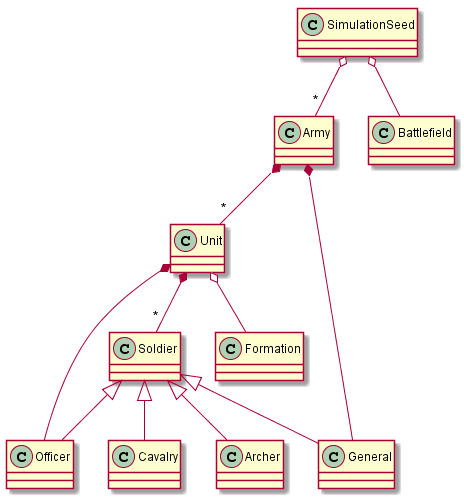 C SimulationSeed
*
C Army
C Battlefield
*
C Unit
*
C Soldier
C Formation
C Officer
C Cavalry
C Archer
C General